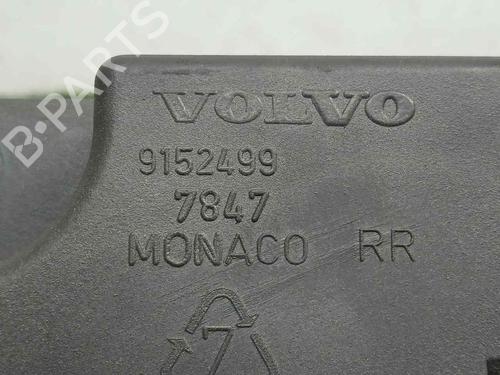 B-PARTS
VOLVO
9152499
7847
MONACO RR
7